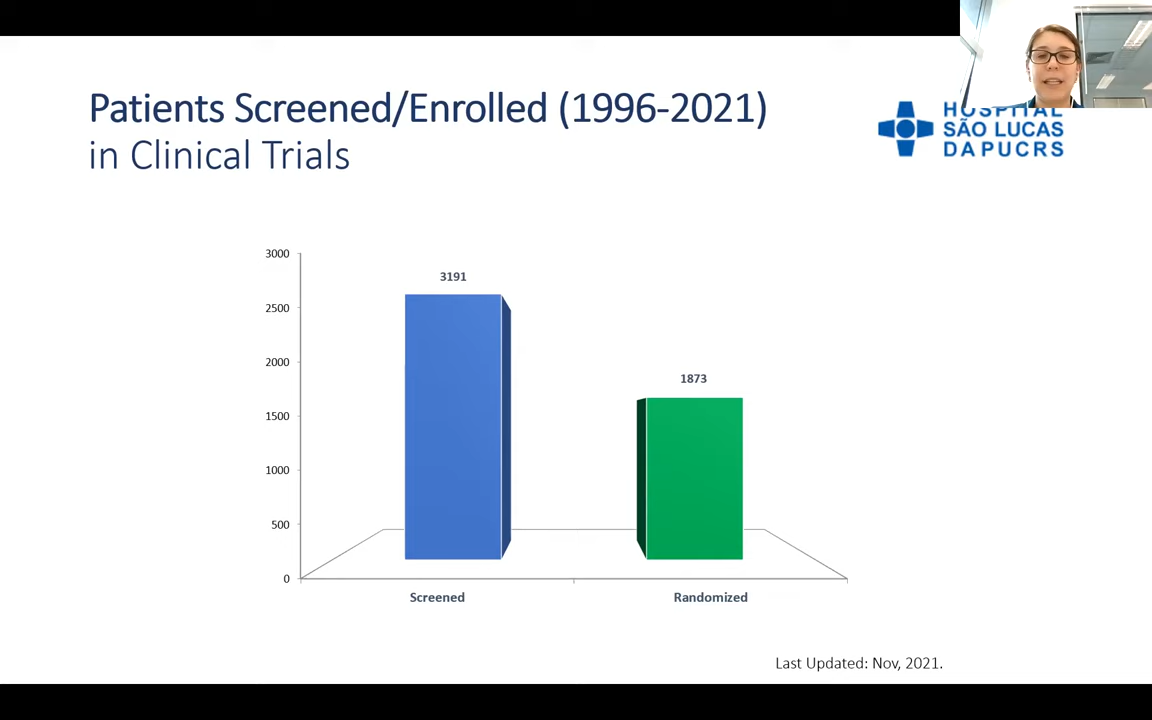 Patients Screened/Enrolled (1996-2021)
in Clinical Trials
HOSPITAL
SÃO LUCAS
DA PUCRS
3000
2500
2000
1500
1000
500
0
3191
1873
Screened
Randomized
Last Updated: Nov, 2021.